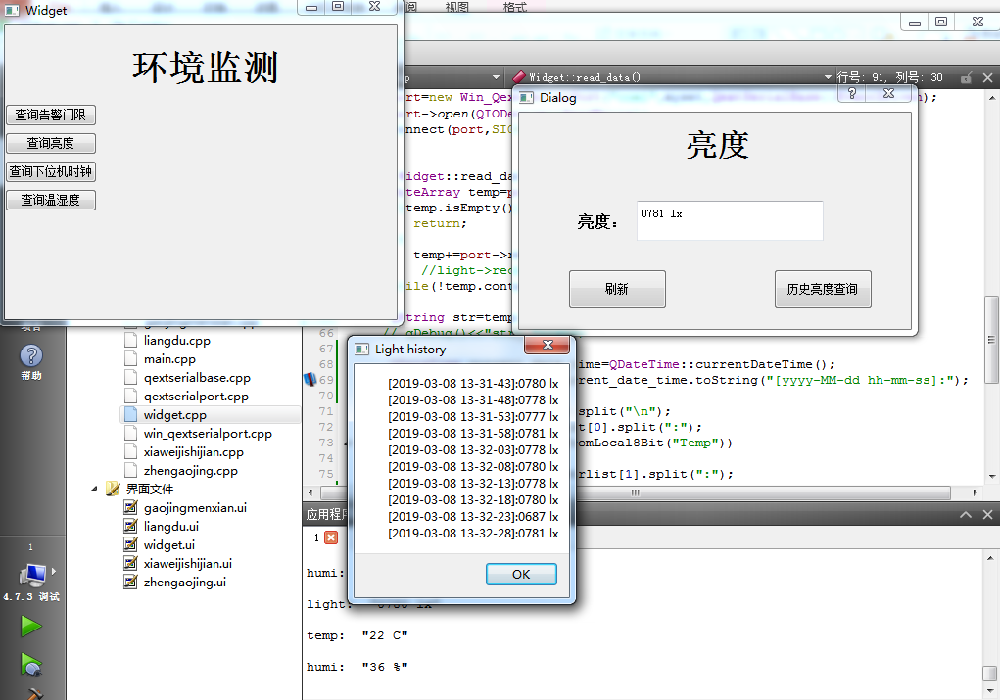 Widget
环境监测
查询告警门限
查询亮度
查询下位机时钟
查询温湿度
视图
格式
Widget::read_data()
行号: 91, 列号: 30
rt=new Win_Qex
rt->open(QIODe
nnect(port,SIG
idget::read_da
teArray temp=p
temp.isEmpty()
return;
temp+=port->r
//light->rec
ile(!temp.cont
tring str=temp
// qDebug()<<"str
ime=QDateTime::currentDateTime();
rent_date_time.toString("[yyyy-MM-dd hh-mm-ss]:");
split("\n");
t[0].split(":");
omLocal8Bit("Temp"))
rlist[1].split(":");
66
67
68
69
70
71
72
73
74
75
Dialog
亮度
亮度：
0781 lx
刷新
历史亮度查询
Light history
[2019-03-08 13-31-43]:0780 lx
[2019-03-08 13-31-48]:0778 lx
[2019-03-08 13-31-53]:0777 lx
[2019-03-08 13-31-58]:0781 lx
[2019-03-08 13-32-03]:0778 lx
[2019-03-08 13-32-08]:0780 lx
[2019-03-08 13-32-13]:0778 lx
[2019-03-08 13-32-18]:0780 lx
[2019-03-08 13-32-23]:0687 lx
[2019-03-08 13-32-28]:0781 lx
OK
帮助
liangdu.cpp
main.cpp
qextserialbase.cpp
qextserialport.cpp
widget.cpp
win_qextserialport.cpp
xiaweijishijian.cpp
zhengaojing.cpp
界面文件
gaojingmenxian.ui
liangdu.ui
widget.ui
xiaweijishijian.ui
zhengaojing.ui
1
4.7.3 调试
应用程序
1
humi:
light:
temp: "22 C"
humi: "36 %"